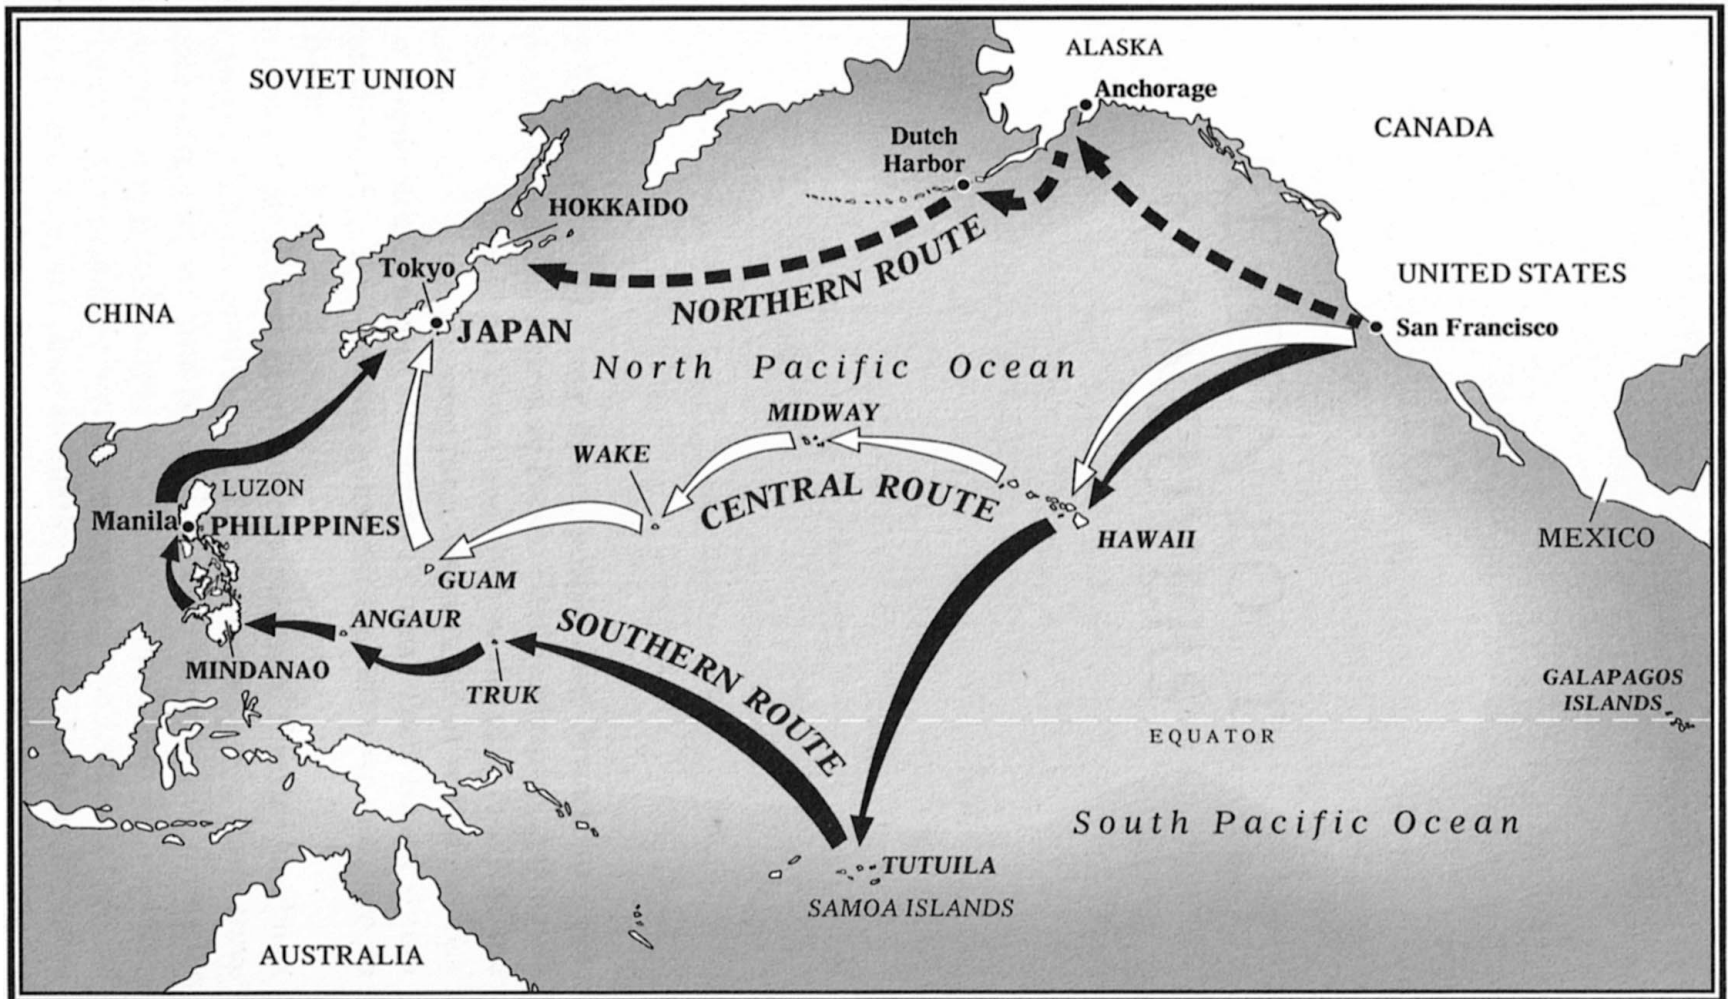 SOVIET UNION
ALASKA
Anchorage
CANADA
Dutch
Harbor
HOKKAIDO
Tokyo
NORTHERN ROUTE
CHINA
JAPAN
UNITED STATES
San Francisco
North Pacific Ocean
MIDWAY
WAKE
CENTRAL ROUTE
LUZON
Manila
PHILIPPINES
HAWAII
MEXICO
GUAM
ANGAUR
SOUTHERN ROUTE
MINDANAO
TRUK
GALAPAGOS
ISLANDS
EQUATOR
South Pacific Ocean
TUTUILA
SAMOA ISLANDS
AUSTRALIA